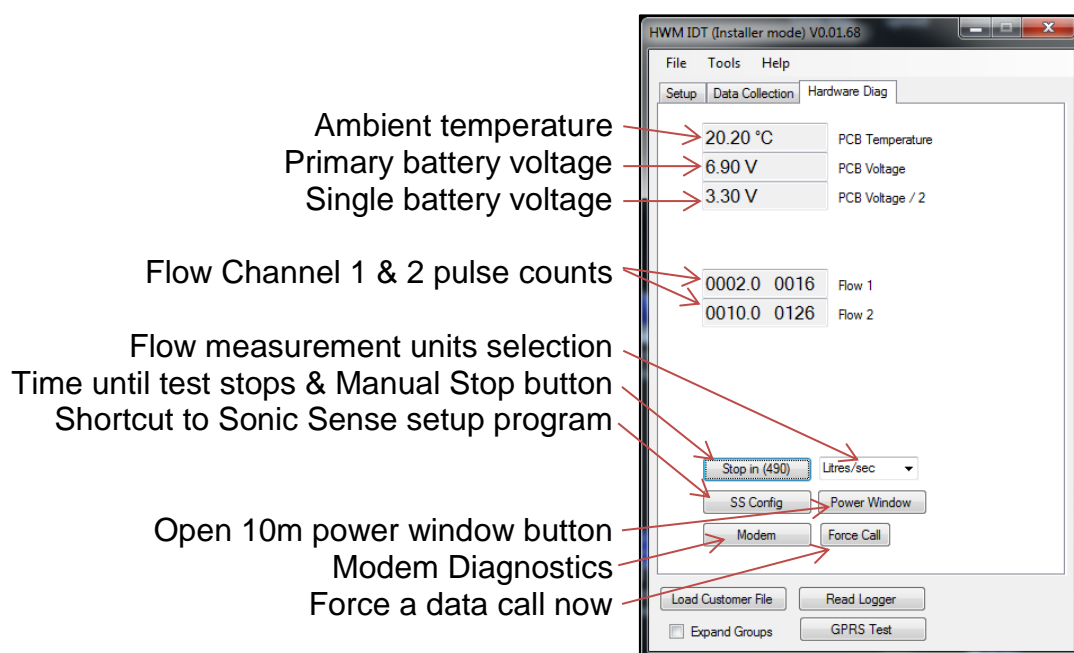 HWM IDT (Installer mode) V0.01.68
File Tools Help
Setup Data Collection Hardware Diag
Ambient temperature 20.20 °C PCB Temperature
Primary battery voltage 6.90 V PCB Voltage
Single battery voltage 3.30 V PCB Voltage / 2
Flow Channel 1 & 2 pulse counts
0002.0 0016 Flow 1
0010.0 0126 Flow 2
Flow measurement units selection
Time until test stops & Manual Stop button
Shortcut to Sonic Sense setup program
Stop in (490) Litres/sec
SS Config Power Window
Open 10m power window button
Modem Force Call
Modem Diagnostics
Force a data call now
Load Customer File Read Logger
Expand Groups GPRS Test